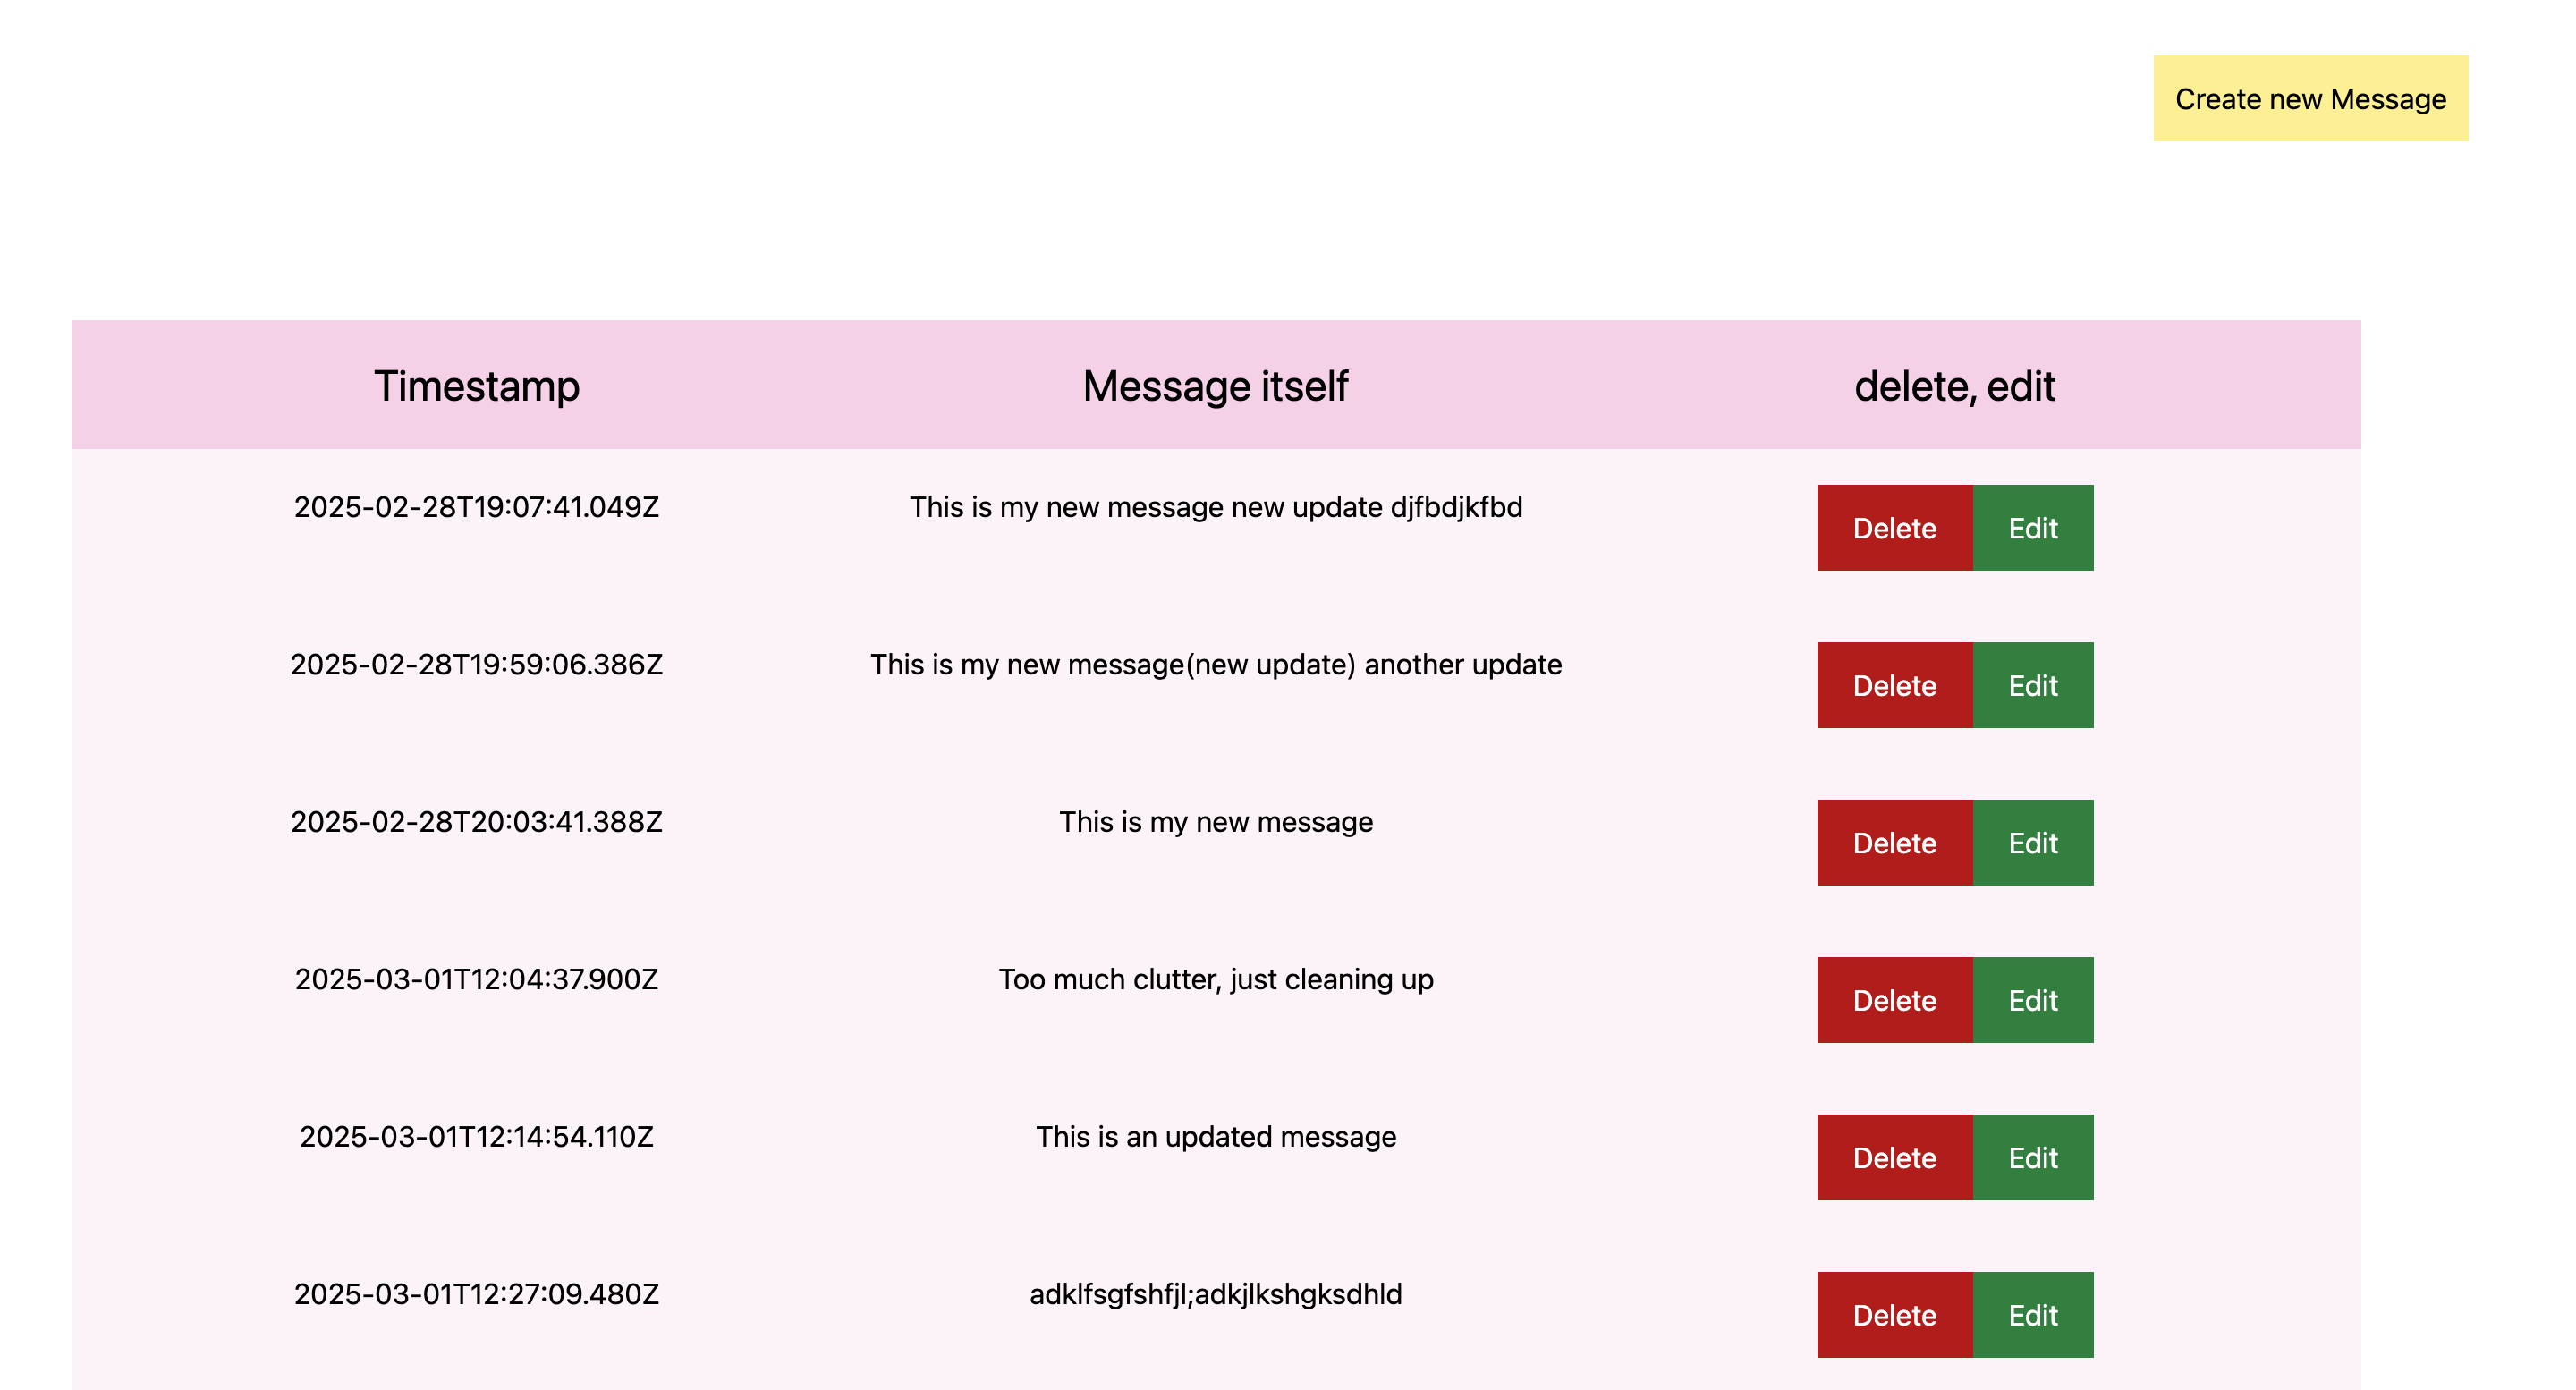 Create new Message
Timestamp Message itself delete, edit
2025-02-28T19:07:41.049Z This is my new message new update djfbdjkfbd Delete Edit
2025-02-28T19:59:06.386Z This is my new message(new update) another update Delete Edit
2025-02-28T20:03:41.388Z This is my new message Delete Edit
2025-03-01T12:04:37.900Z Too much clutter, just cleaning up Delete Edit
2025-03-01T12:14:54.110Z This is an updated message Delete Edit
2025-03-01T12:27:09.480Z adklfsgfshfjl;adkjlkshgksdhld Delete Edit